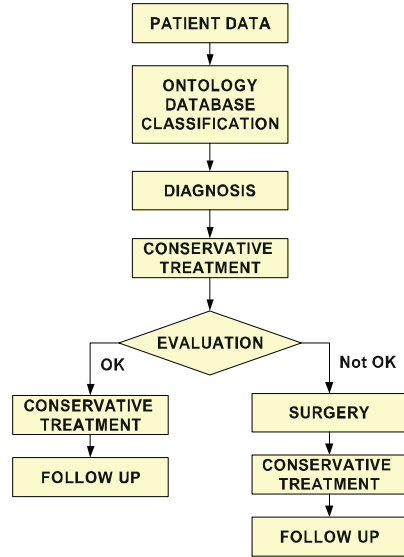 PATIENT DATA
ONTOLOGY
DATABASE
CLASSIFICATION
DIAGNOSIS
CONSERVATIVE
TREATMENT
EVALUATION
OK
Not OK
CONSERVATIVE
TREATMENT
FOLLOW UP
SURGERY
CONSERVATIVE
TREATMENT
FOLLOW UP